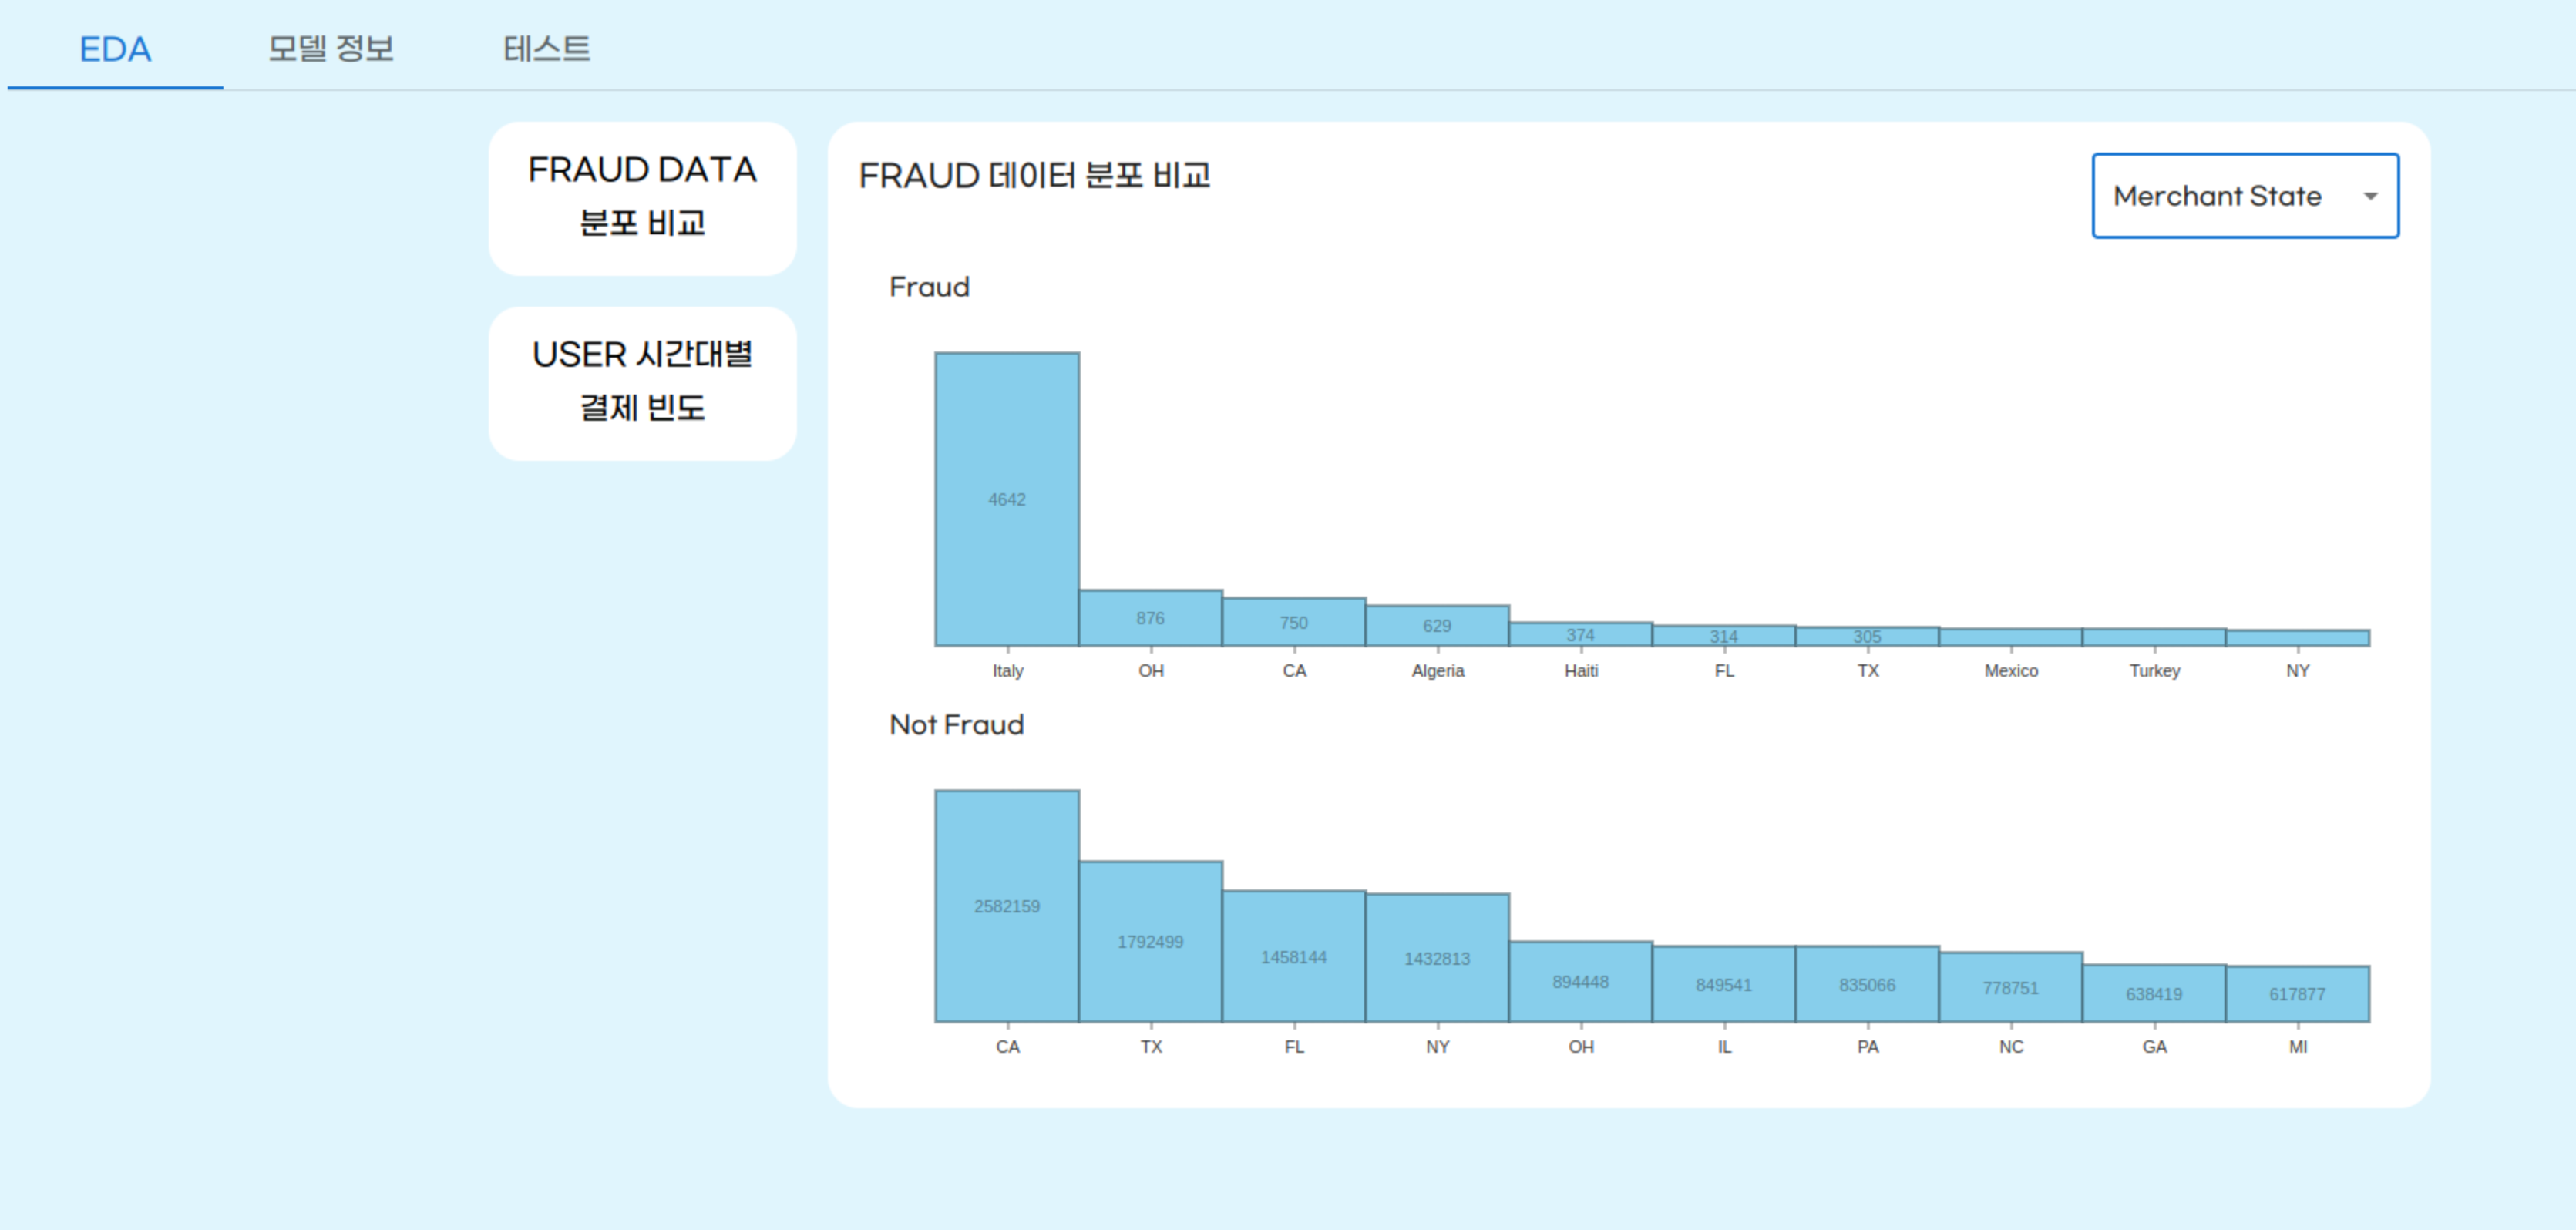 EDA 모델 정보 테스트
FRAUD DATA
분포 비교
USER 시간대별
결제 빈도
FRAUD 데이터 분포 비교
Merchant State
Fraud
4642 876 750 629 374 314 305
Italy OH CA Algeria Haiti FL TX Mexico Turkey NY
Not Fraud
2582159 1792499 1458144 1432813 894448 849541 835066 778751 638419 617877
CA TX FL NY OH IL PA NC GA MI